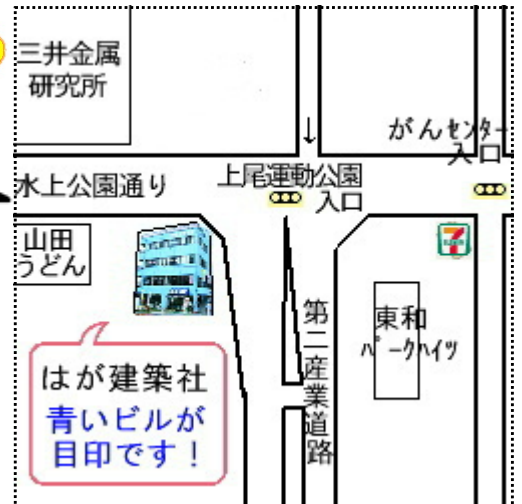 三井金属
研究所
がんセンター
入口
水上公園通り
上尾運動公園
入口
↓
山田
うどん
第二産業道路
東和
パークハイツ
はが建築社
青いビルが
目印です！